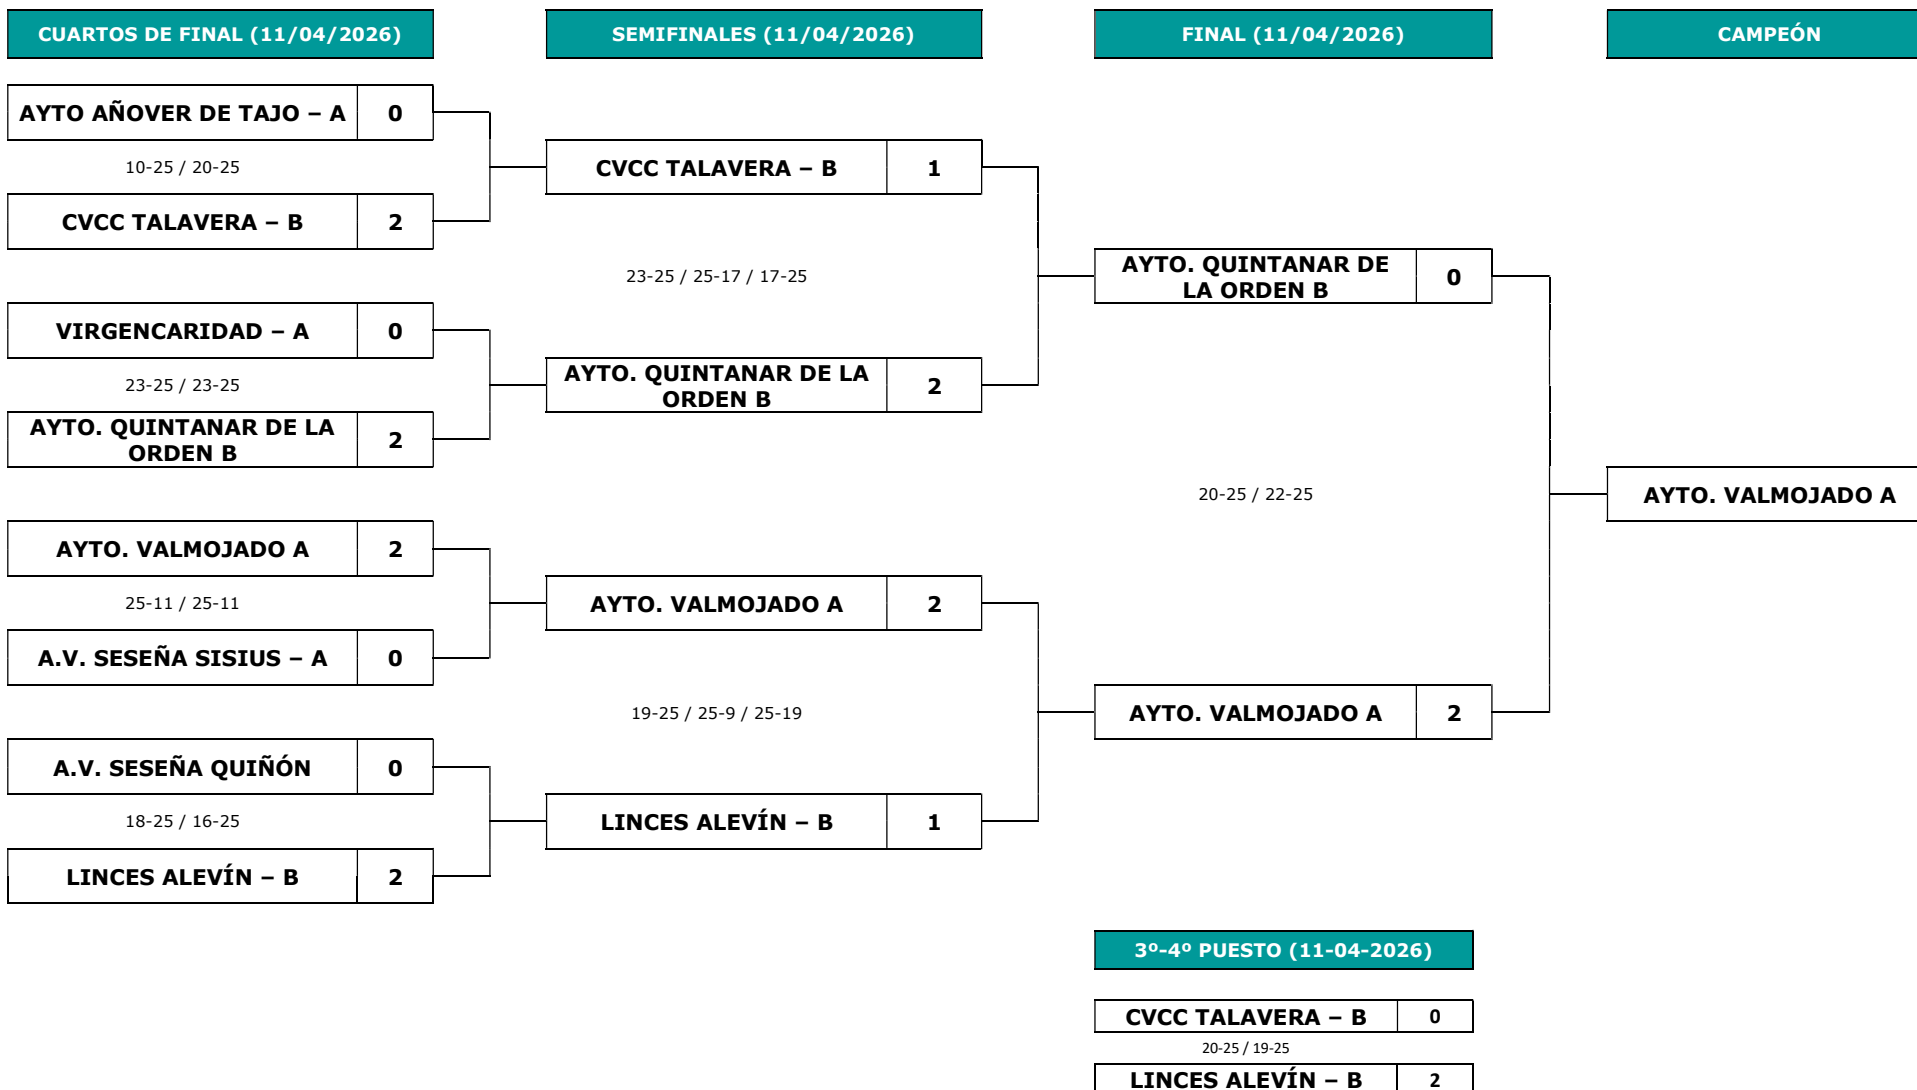 CUARTOS DE FINAL (11/04/2026)
SEMIFINALES (11/04/2026)
FINAL (11/04/2026)
CAMPEÓN
AYTO AÑOVER DE TAJO – A 0
10-25 / 20-25
CVCC TALAVERA – B 2
VIRGENCARIDAD – A 0
23-25 / 23-25
AYTO. QUINTANAR DE LA
ORDEN B 2
AYTO. VALMOJADO A 2
25-11 / 25-11
A.V. SESEÑA SISIUS – A 0
A.V. SESEÑA QUIÑÓN 0
18-25 / 16-25
LINCES ALEVÍN – B 2
CVCC TALAVERA – B 1
23-25 / 25-17 / 17-25
AYTO. QUINTANAR DE LA
ORDEN B 2
AYTO. VALMOJADO A 2
19-25 / 25-9 / 25-19
LINCES ALEVÍN – B 1
AYTO. QUINTANAR DE
LA ORDEN B 0
20-25 / 22-25
AYTO. VALMOJADO A 2
AYTO. VALMOJADO A
3º-4º PUESTO (11-04-2026)
CVCC TALAVERA – B 0
20-25 / 19-25
LINCES ALEVÍN – B 2